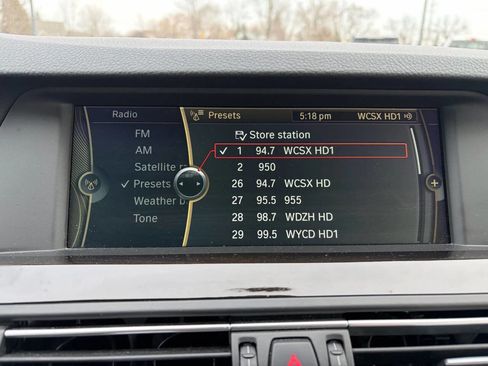 Radio
Presets
5:18 pm
WCSX HD1
FM
AM
Satellite
Presets
Weather
Tone
Store station
1 94.7 WCSX HD1
2 950
26 94.7 WCSX HD
27 95.5 955
28 98.7 WDZH HD
29 99.5 WYCD HD1